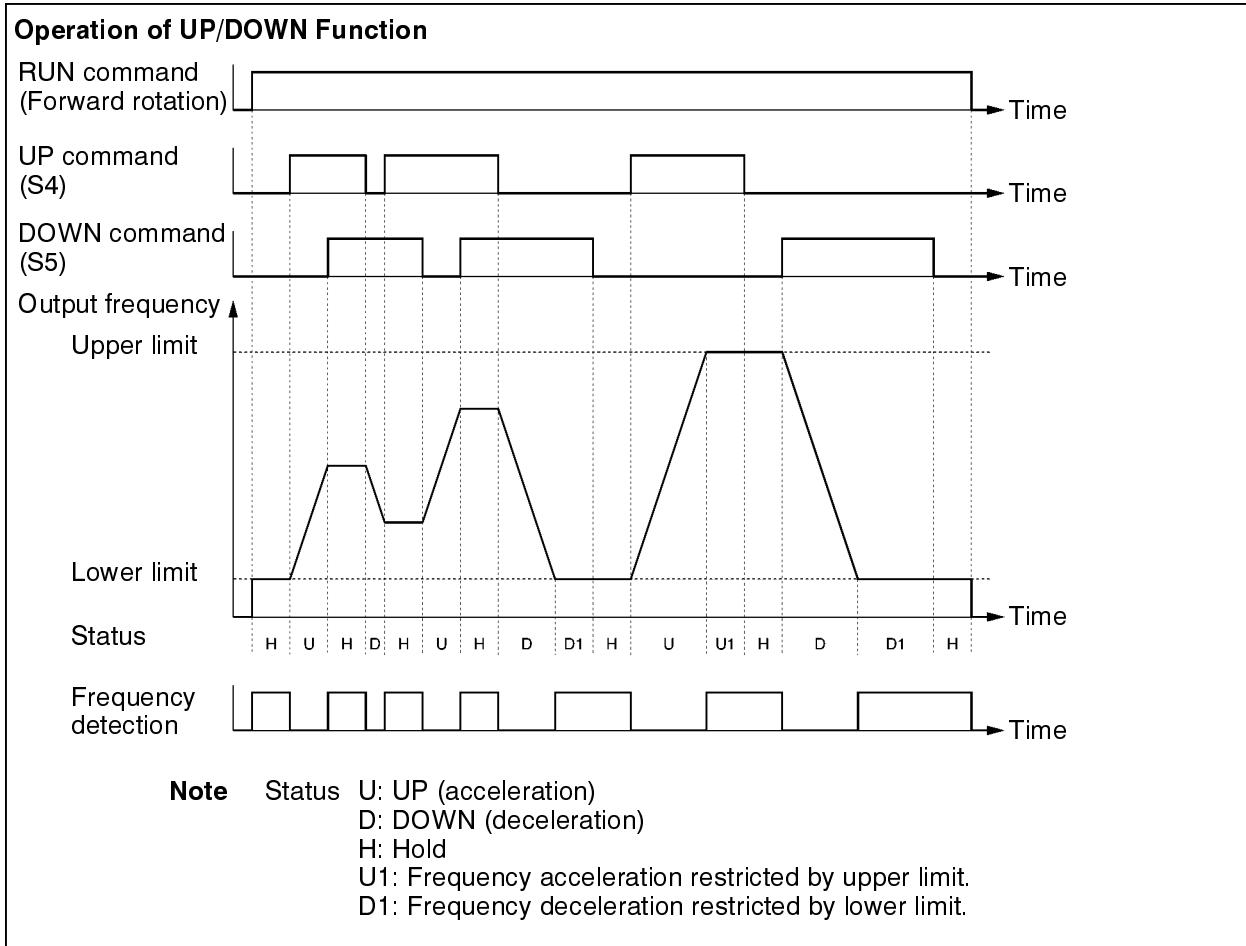 Operation of UP/DOWN Function
RUN command
(Forward rotation)
Time
UP command
(S4)
Time
DOWN command
(S5)
Time
Output frequency
Upper limit
Lower limit
Time
Status
H U H D H U H D D1 H U U1 H D D1 H
Frequency
detection
Time
Note Status U: UP (acceleration)
D: DOWN (deceleration)
H: Hold
U1: Frequency acceleration restricted by upper limit.
D1: Frequency deceleration restricted by lower limit.